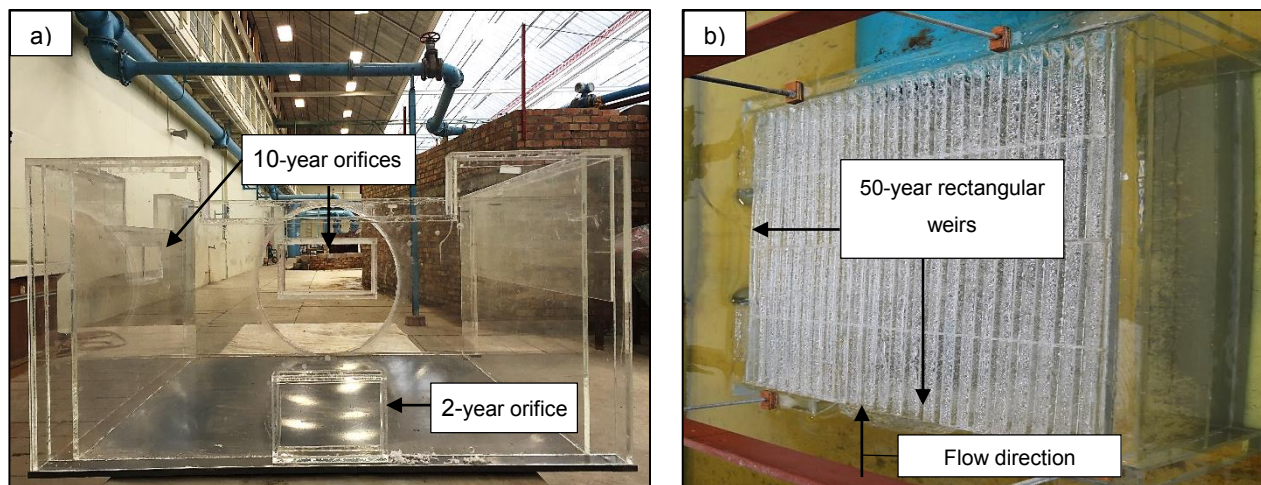 a)
10-year orifices
2-year orifice
b)
50-year rectangular
weirs
Flow direction